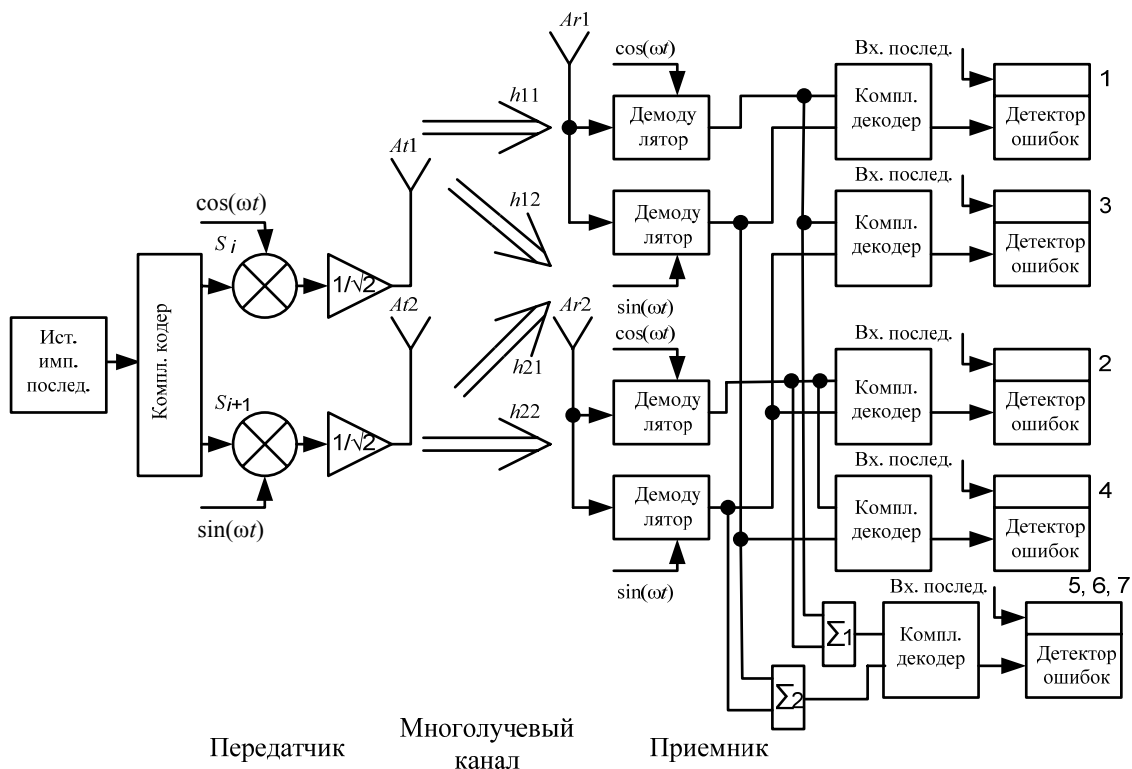 Ист.
имп.
послед.
Компл. кодер
cos(ωt)
Si
1/√2
At1
Si+1
1/√2
At2
sin(ωt)
h11
h12
h21
h22
Ar1
cos(ωt)
Демоду
лятор
Демоду
лятор
sin(ωt)
Ar2
cos(ωt)
Демоду
лятор
Демоду
лятор
sin(ωt)
Вх. послед.
1
Компл.
декодер
Детектор
ошибок
Вх. послед.
3
Компл.
декодер
Детектор
ошибок
Вх. послед.
2
Компл.
декодер
Детектор
ошибок
Вх. послед.
4
Компл.
декодер
Детектор
ошибок
Вх. послед.
5, 6, 7
Σ1
Компл.
декодер
Детектор
ошибок
Σ2
Передатчик
Многолучевый
канал
Приемник